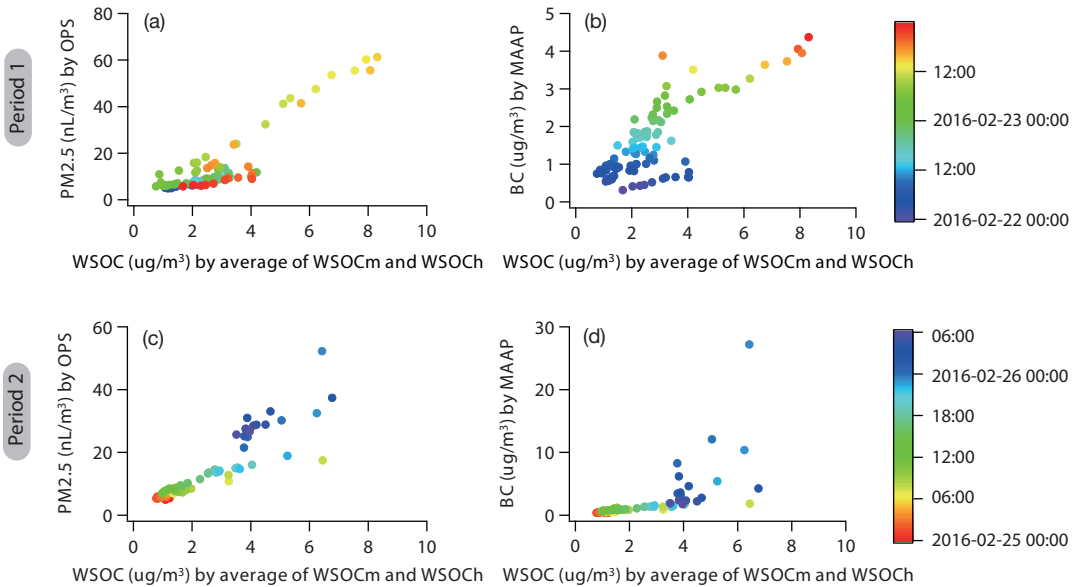 Period 1
(a)
PM2.5 (nL/m³) by OPS
80
60
40
20
0
0 2 4 6 8 10
WSOC (ug/m³) by average of WSOCm and WSOCh
(b)
BC (ug/m³) by MAAP
5
4
3
2
1
0
0 2 4 6 8 10
WSOC (ug/m³) by average of WSOCm and WSOCh
12:00
2016-02-23 00:00
12:00
2016-02-22 00:00
Period 2
(c)
PM2.5 (nL/m³) by OPS
60
40
20
0
0 2 4 6 8 10
WSOC (ug/m³) by average of WSOCm and WSOCh
(d)
BC (ug/m³) by MAAP
30
20
10
0
0 2 4 6 8 10
WSOC (ug/m³) by average of WSOCm and WSOCh
06:00
2016-02-26 00:00
18:00
12:00
06:00
2016-02-25 00:00